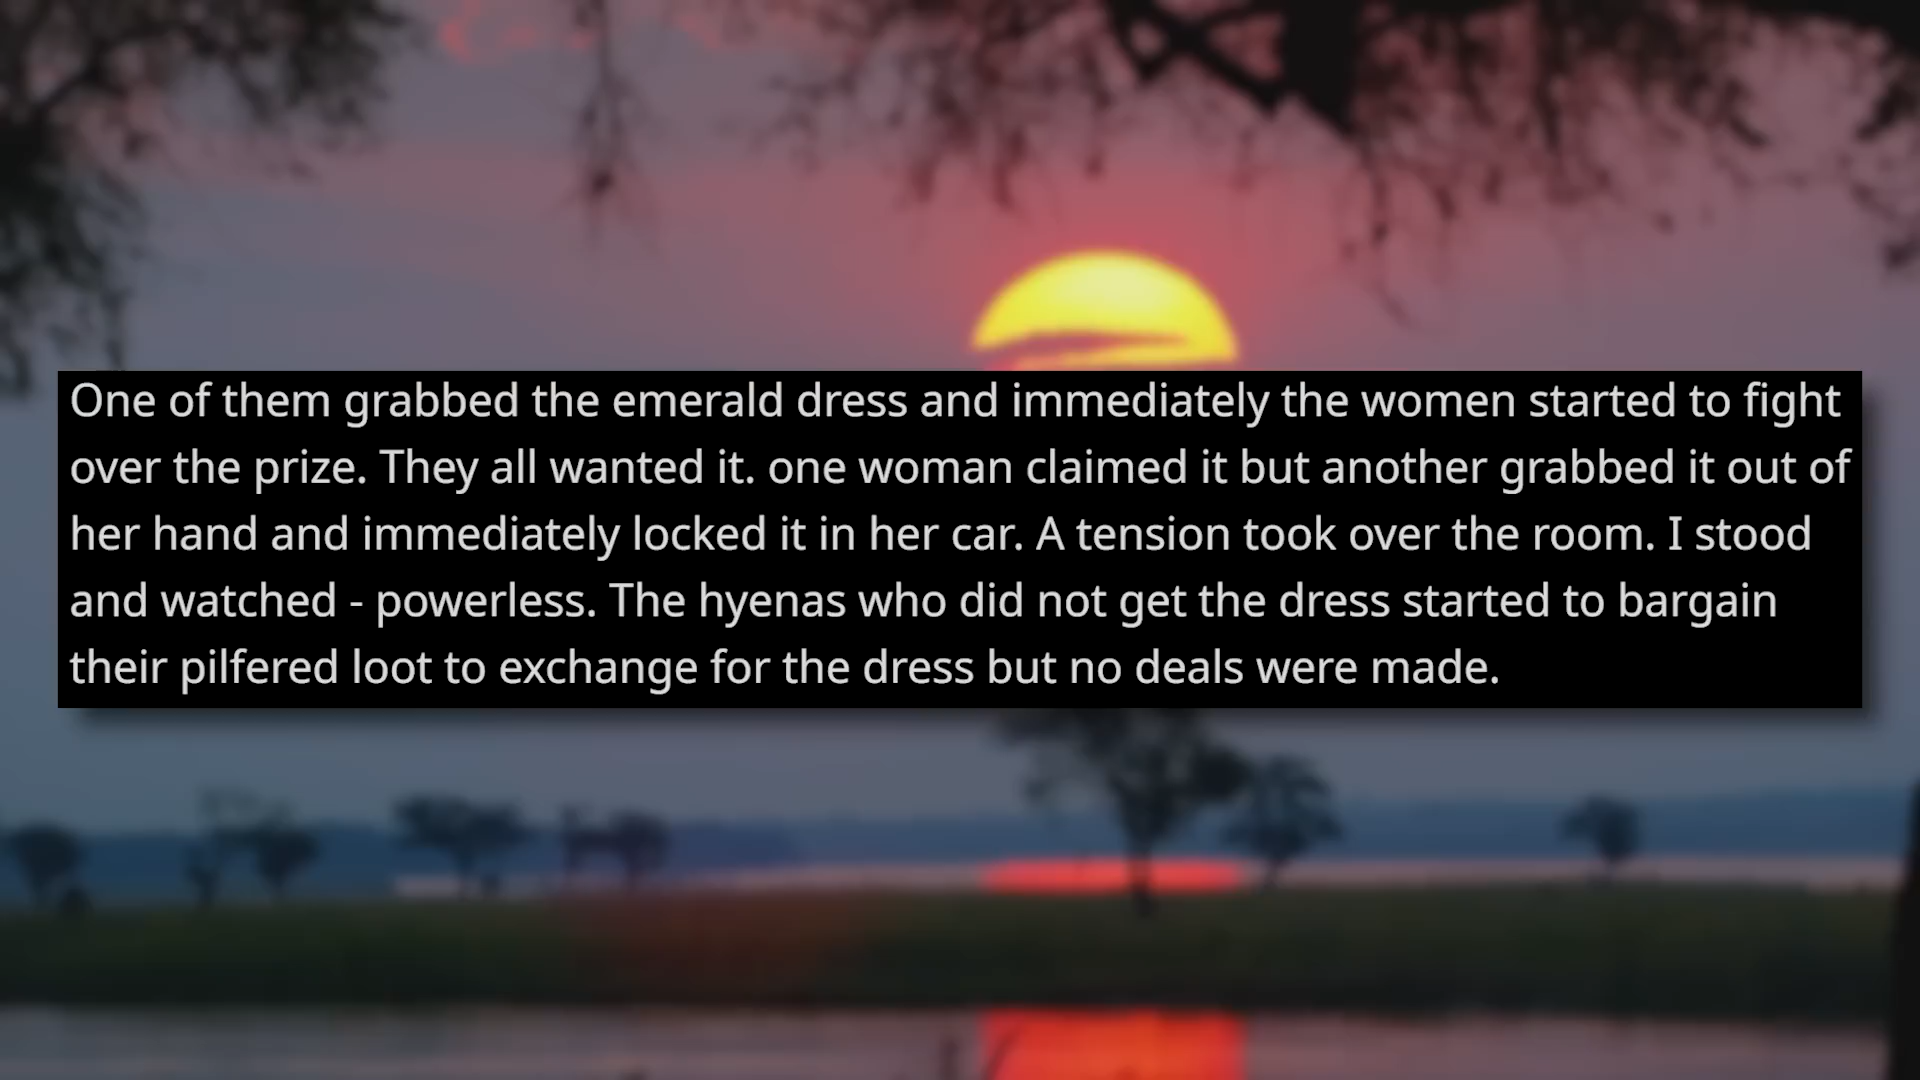 One of them grabbed the emerald dress and immediately the women started to fight
over the prize. They all wanted it. one woman claimed it but another grabbed it out of
her hand and immediately locked it in her car. A tension took over the room. I stood
and watched - powerless. The hyenas who did not get the dress started to bargain
their pilfered loot to exchange for the dress but no deals were made.